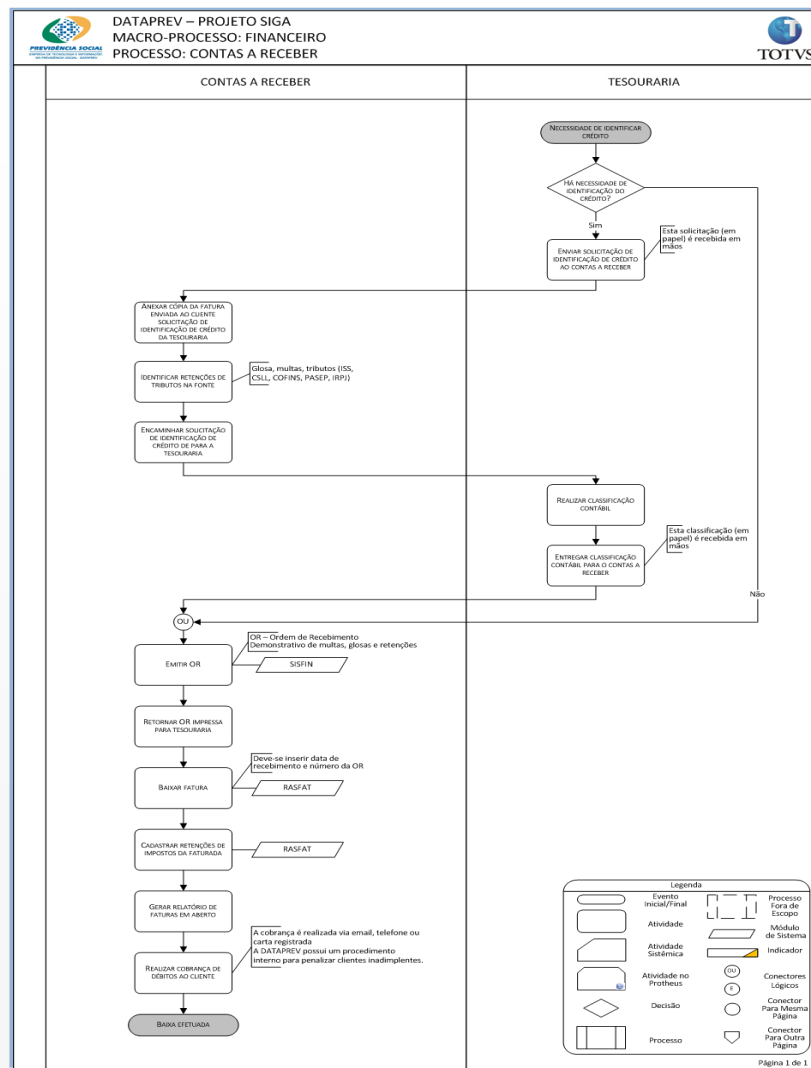 DATAPREV – PROJETO SIGA
MACRO-PROCESSO: FINANCEIRO
PROCESSO: CONTAS A RECEBER
PREVIDÊNCIA SOCIAL
EMPRESA DE TECNOLOGIA E INFORMAÇÕES
DA PREVIDÊNCIA SOCIAL - DATAPREV
TOTVS
CONTAS A RECEBER
TESOURARIA
NECESSIDADE DE IDENTIFICAR
CRÉDITO
HÁ NECESSIDADE DE
IDENTIFICAÇÃO DO
CRÉDITO?
Sim
Esta solicitação (em
papel) é recebida em
mãos
ENVIAR SOLICITAÇÃO DE
IDENTIFICAÇÃO DE CRÉDITO
AO CONTAS A RECEBER
ANEXAR CÓPIA DA FATURA
ENVIADA AO CLIENTE
SOLICITAÇÃO DE
IDENTIFICAÇÃO DE CRÉDITO
DA TESOURARIA
IDENTIFICAR RETENÇÕES DE
TRIBUTOS NA FONTE
Glosa, multas, tributos (ISS,
CSLL, COFINS, PASEP, IRPJ)
ENCAMINHAR SOLICITAÇÃO
DE IDENTIFICAÇÃO DE
CRÉDITO DE PARA A
TESOURARIA
REALIZAR CLASSIFICAÇÃO
CONTÁBIL
Esta classificação (em
papel) é recebida em
mãos
ENTREGAR CLASSIFICAÇÃO
CONTÁBIL PARA O CONTAS A
RECEBER
Não
OU
OR – Ordem de Recebimento
Demonstrativo de multas, glosas e retenções
EMITIR OR
SISFIN
RETORNAR OR IMPRESSA
PARA TESOURARIA
Deve-se inserir data de
recebimento e número da OR
BAIXAR FATURA
RASFAT
CADASTRAR RETENÇÕES DE
IMPOSTOS DA FATURADA
RASFAT
GERAR RELATÓRIO DE
FATURAS EM ABERTO
A cobrança é realizada via email, telefone ou
carta registrada
A DATAPREV possui um procedimento
interno para penalizar clientes inadimplentes.
REALIZAR COBRANÇA DE
DÉBITOS AO CLIENTE
BAIXA EFETUADA
Legenda
Evento
Inicial/Final
Atividade
Atividade
Sistêmica
Atividade no
Protheus
Decisão
Processo
Processo
Fora de
Escopo
Módulo
de Sistema
Indicador
OU
E
Conectores
Lógicos
Conector
Para Mesma
Página
Conector
Para Outra
Página
Página 1 de 1